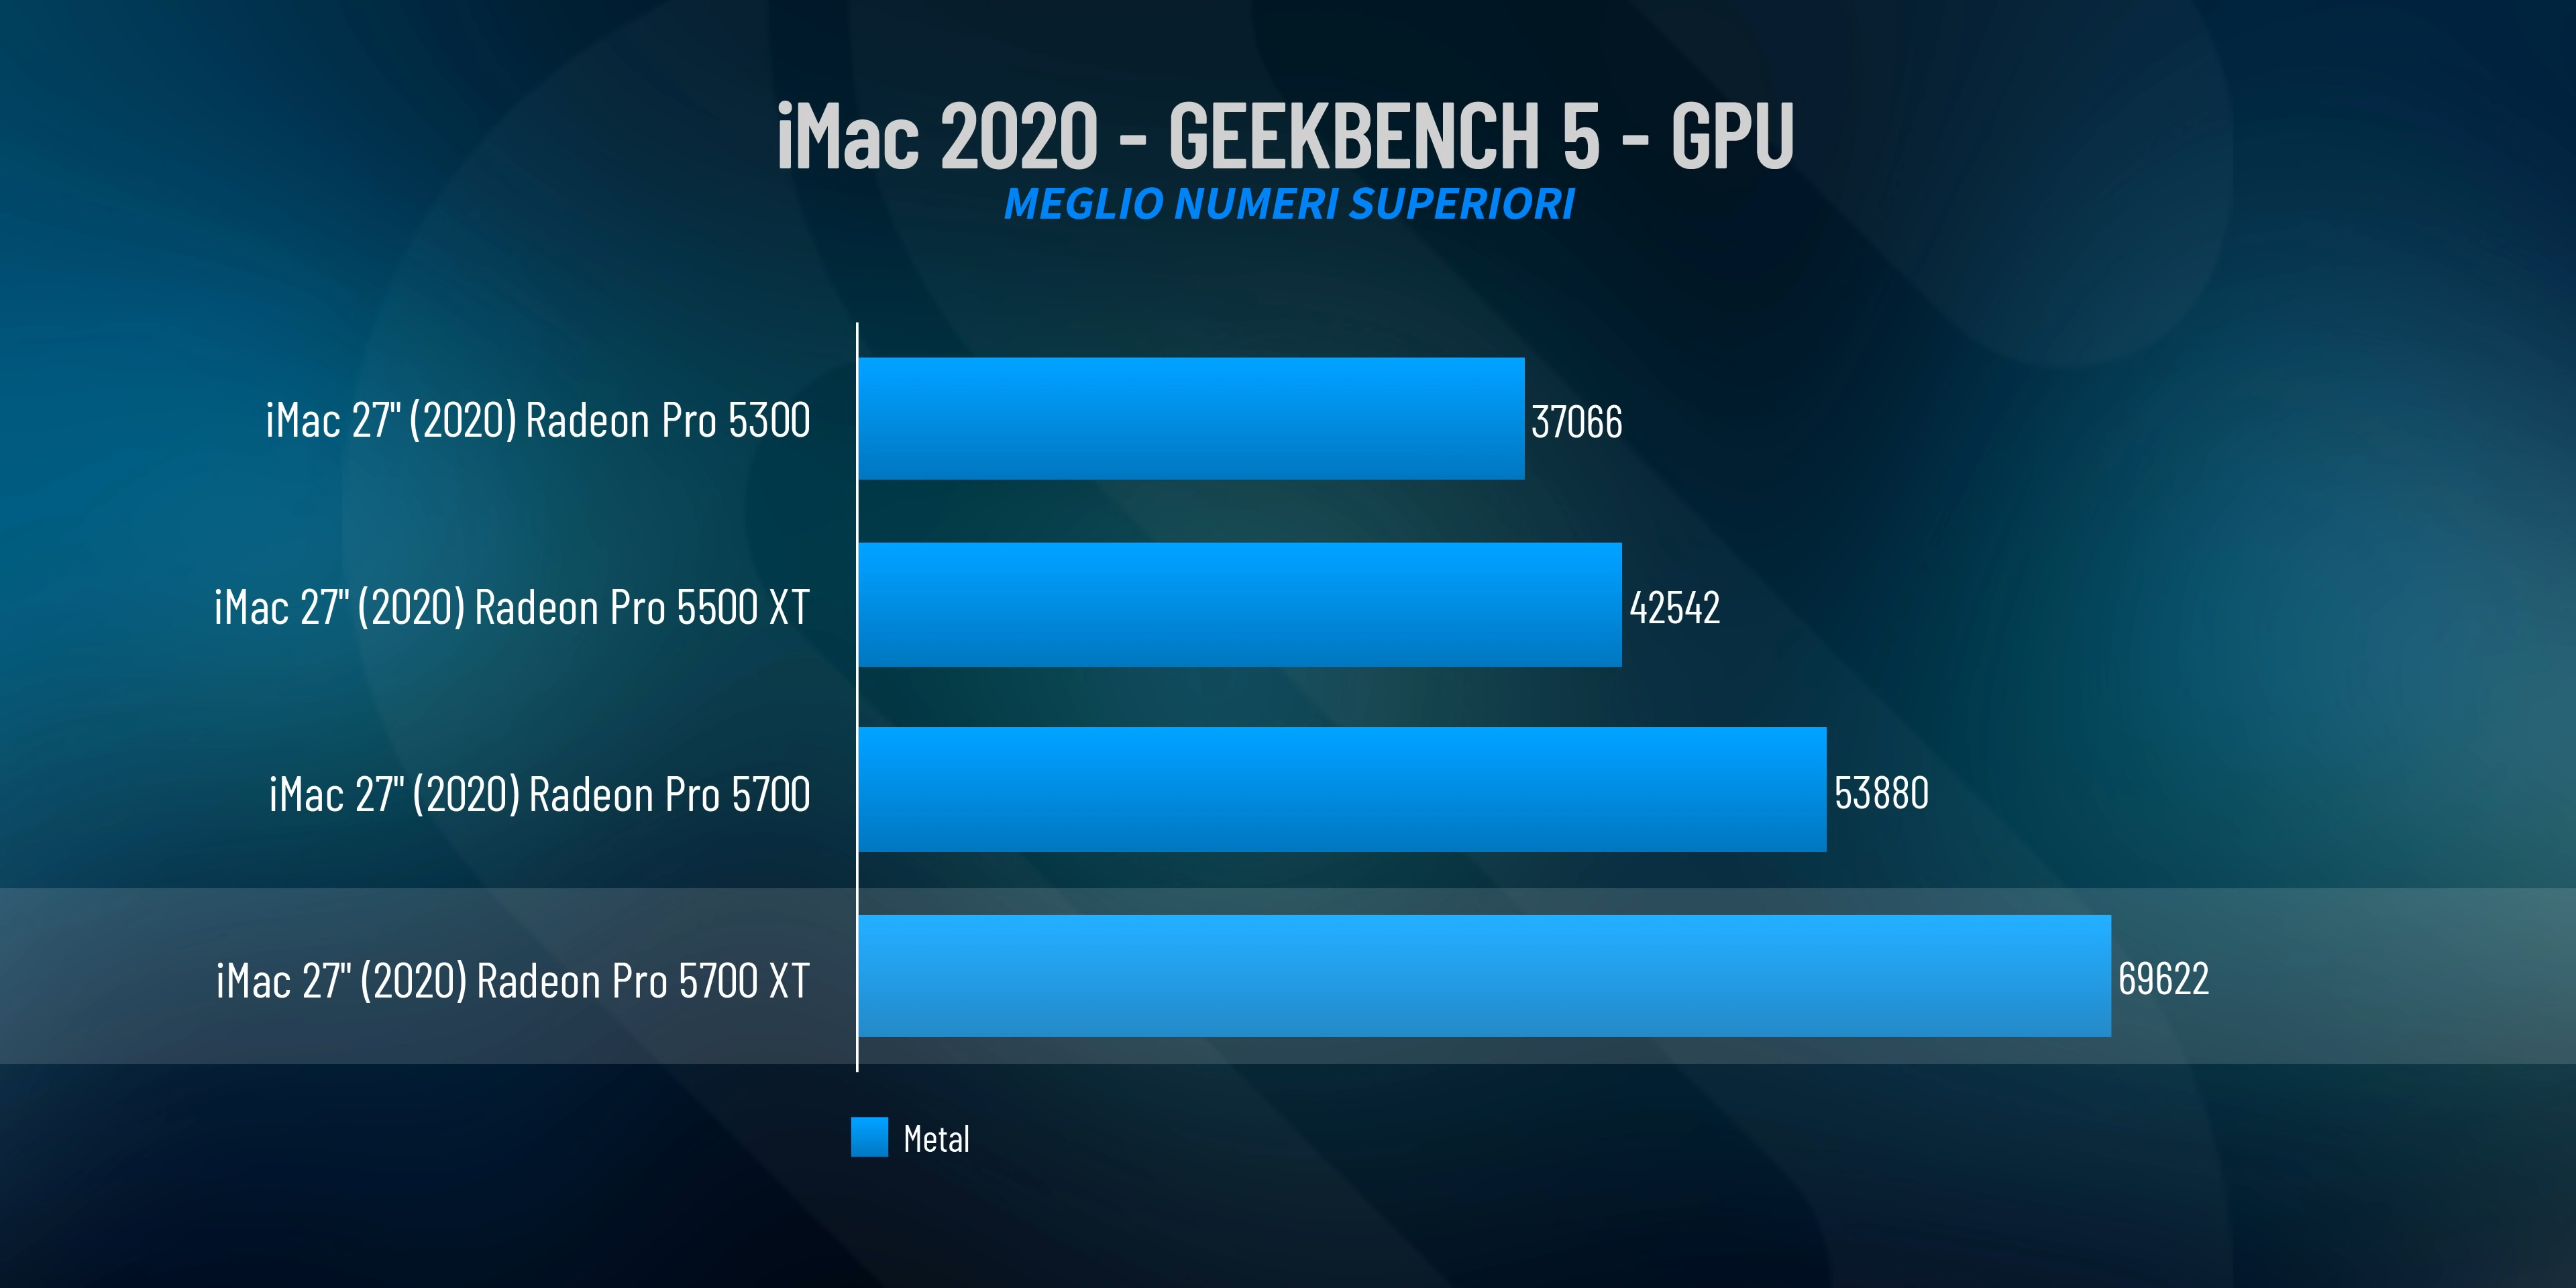 iMac 2020 - GEEKBENCH 5 - GPU
MEGLIO NUMERI SUPERIORI
iMac 27" (2020) Radeon Pro 5300 37066
iMac 27" (2020) Radeon Pro 5500 XT 42542
iMac 27" (2020) Radeon Pro 5700 53880
iMac 27" (2020) Radeon Pro 5700 XT 69622
Metal